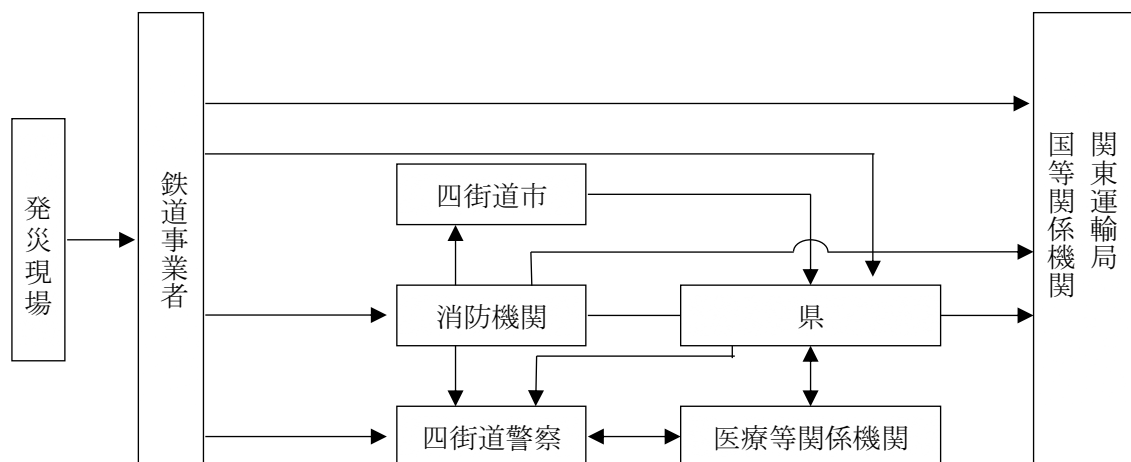 発災現場
鉄道事業者
四街道市
消防機関
四街道警察
県
医療等関係機関
関東運輸局
国等関係機関